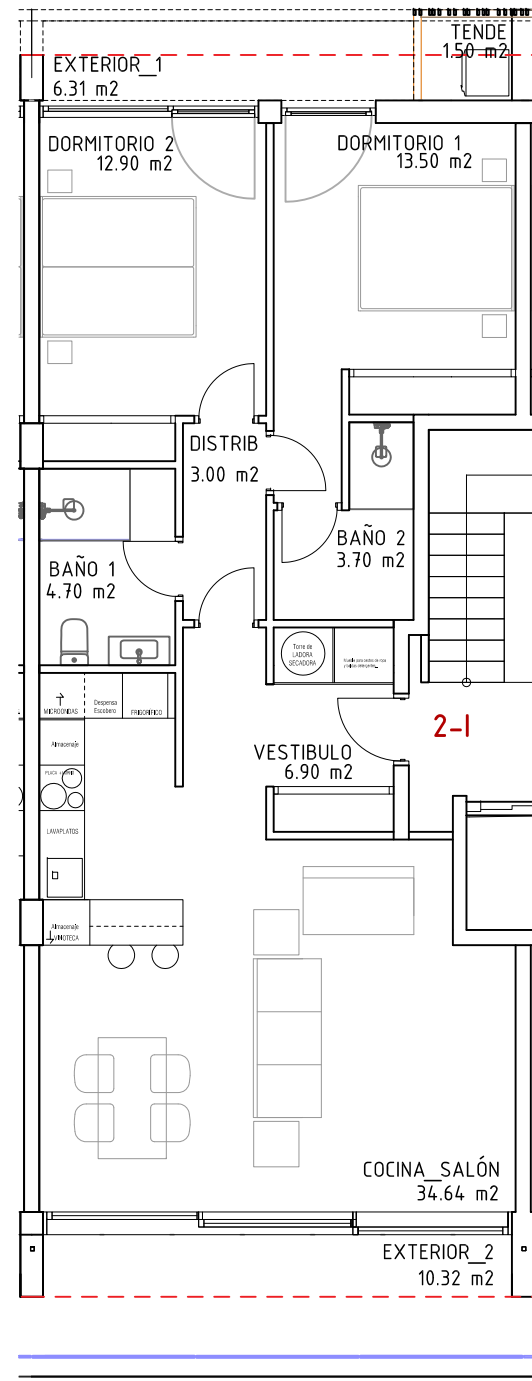 TENDE
1.50 m2
EXTERIOR_1
6.31 m2
DORMITORIO 2
12.90 m2
DORMITORIO 1
13.50 m2
DISTRIB
3.00 m2
BAÑO 2
3.70 m2
BAÑO 1
4.70 m2
Torre de
LADORA
SECADORA
MICROONDAS
Despensa
Escobero
FRIGORÍFICO
2-I
Almacenaje
VESTIBULO
6.90 m2
LAVAPLATOS
Almacenaje
VINOTECA
COCINA_SALÓN
34.64 m2
EXTERIOR_2
10.32 m2